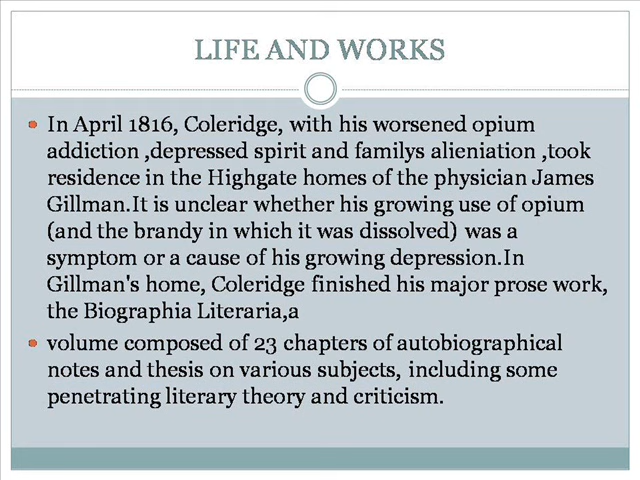 LIFE AND WORKS
In April 1816, Coleridge, with his worsened opium
addiction ,depressed spirit and familys alieniation ,took
residence in the Highgate homes of the physician James
Gillman.It is unclear whether his growing use of opium
(and the brandy in which it was dissolved) was a
symptom or a cause of his growing depression.In
Gillman's home, Coleridge finished his major prose work,
the Biographia Literaria,a
volume composed of 23 chapters of autobiographical
notes and thesis on various subjects, including some
penetrating literary theory and criticism.